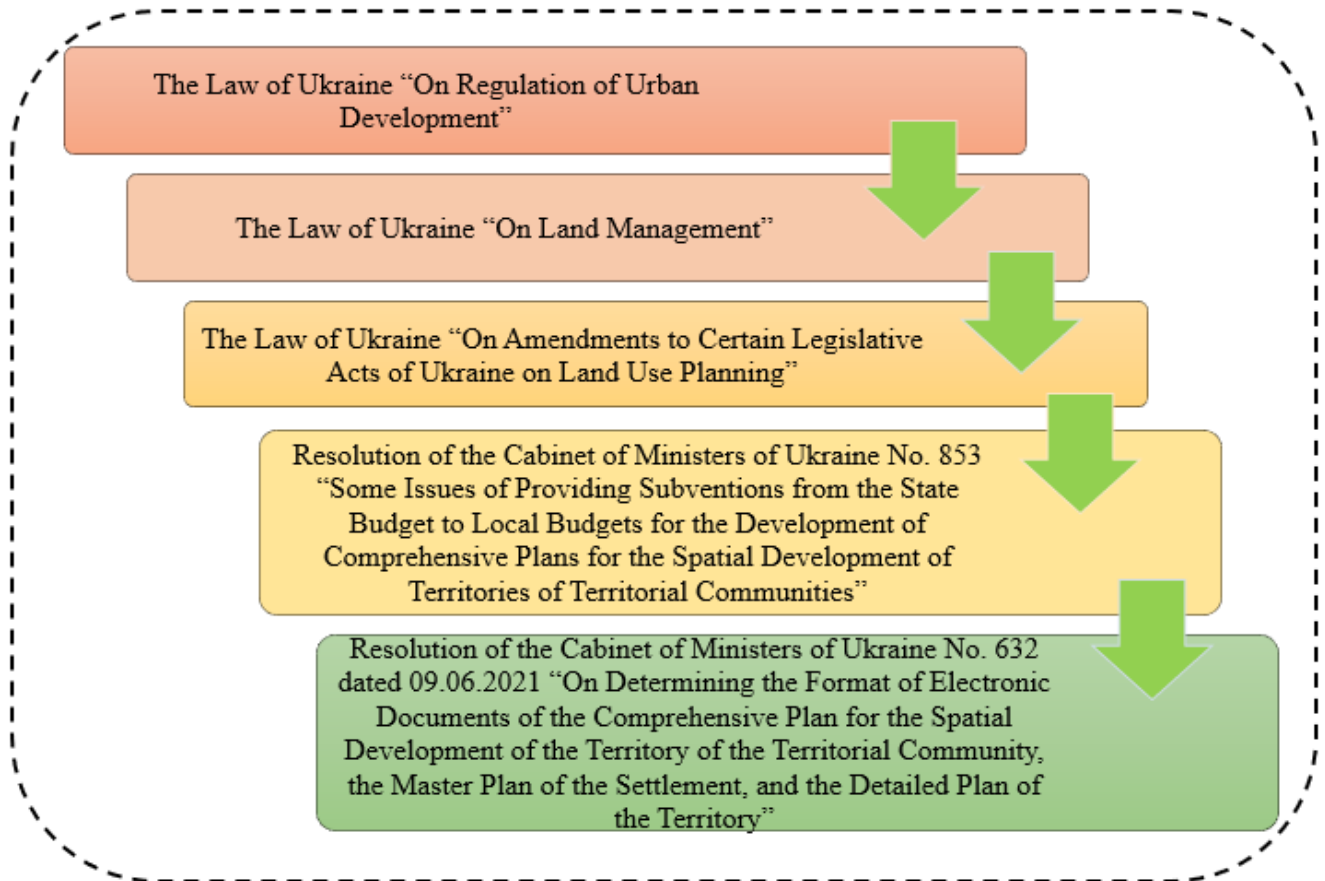 The Law of Ukraine “On Regulation of Urban
Development”
The Law of Ukraine “On Land Management”
The Law of Ukraine “On Amendments to Certain Legislative
Acts of Ukraine on Land Use Planning”
Resolution of the Cabinet of Ministers of Ukraine No. 853
“Some Issues of Providing Subventions from the State
Budget to Local Budgets for the Development of
Comprehensive Plans for the Spatial Development of
Territories of Territorial Communities”
Resolution of the Cabinet of Ministers of Ukraine No. 632
dated 09.06.2021 “On Determining the Format of Electronic
Documents of the Comprehensive Plan for the Spatial
Development of the Territory of the Territorial Community,
the Master Plan of the Settlement, and the Detailed Plan of
the Territory”